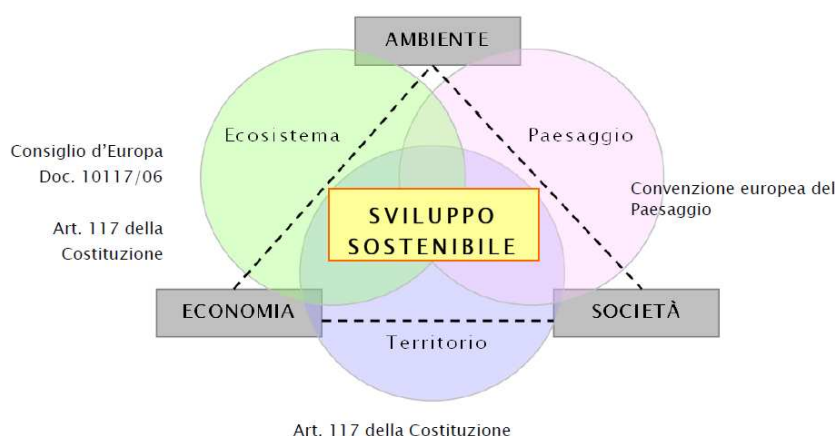 AMBIENTE
Ecosistema
Paesaggio
Consiglio d'Europa
Doc. 10117/06
Art. 117 della
Costituzione
Convenzione europea del
Paesaggio
SVILUPPO
SOSTENIBILE
ECONOMIA
SOCIETÀ
Territorio
Art. 117 della Costituzione